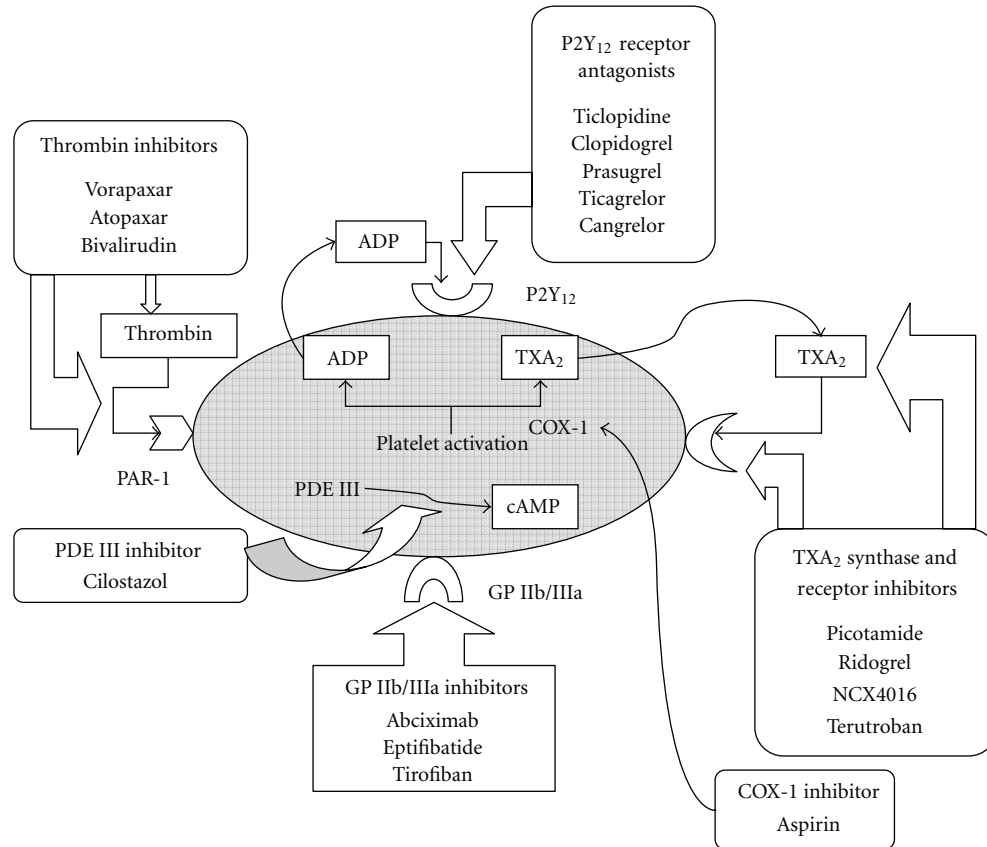 P2Y₁₂ receptor
antagonists
Ticlopidine
Clopidogrel
Prasugrel
Ticagrelor
Cangrelor
Thrombin inhibitors
Vorapaxar
Atopaxar
Bivalirudin
ADP
P2Y₁₂
Thrombin
ADP
TXA₂
TXA₂
Platelet activation
COX-1
PAR-1
PDE III
cAMP
PDE III inhibitor
Cilostazol
GP IIb/IIIa
TXA₂ synthase and
receptor inhibitors
Picotamide
Ridogrel
NCX4016
Terutroban
GP IIb/IIIa inhibitors
Abciximab
Eptifibatide
Tirofiban
COX-1 inhibitor
Aspirin